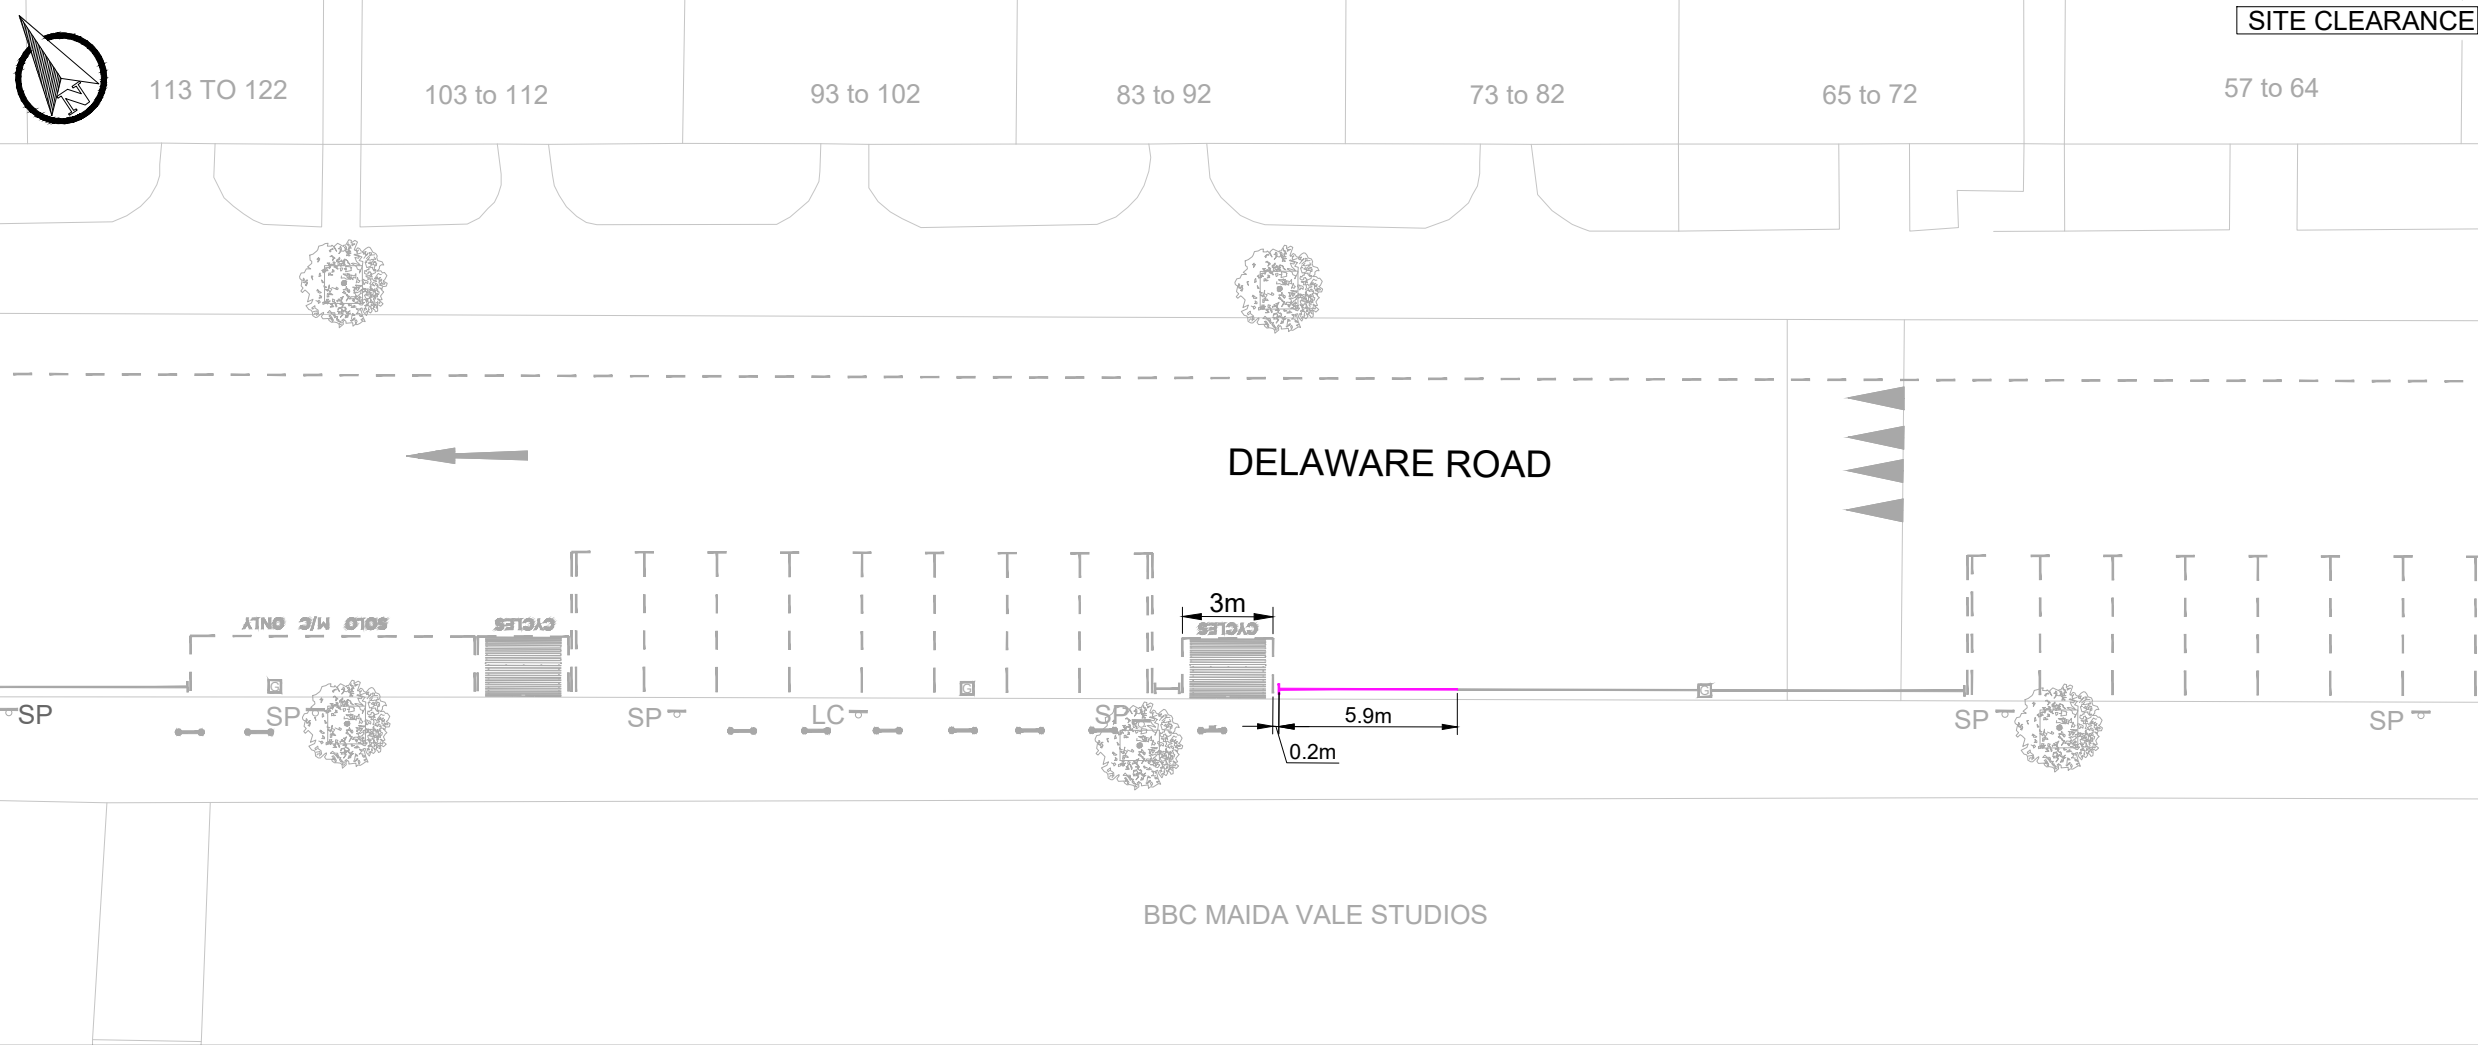 SITE CLEARANCE
N
113 TO 122
103 to 112
93 to 102
83 to 92
73 to 82
65 to 72
57 to 64
DELAWARE ROAD
3m
SOLO M/C ONLY
CYCLES
CYCLES
G
G
G
SP
SP
SP
LC
SP
5.9m
SP
SP
0.2m
BBC MAIDA VALE STUDIOS